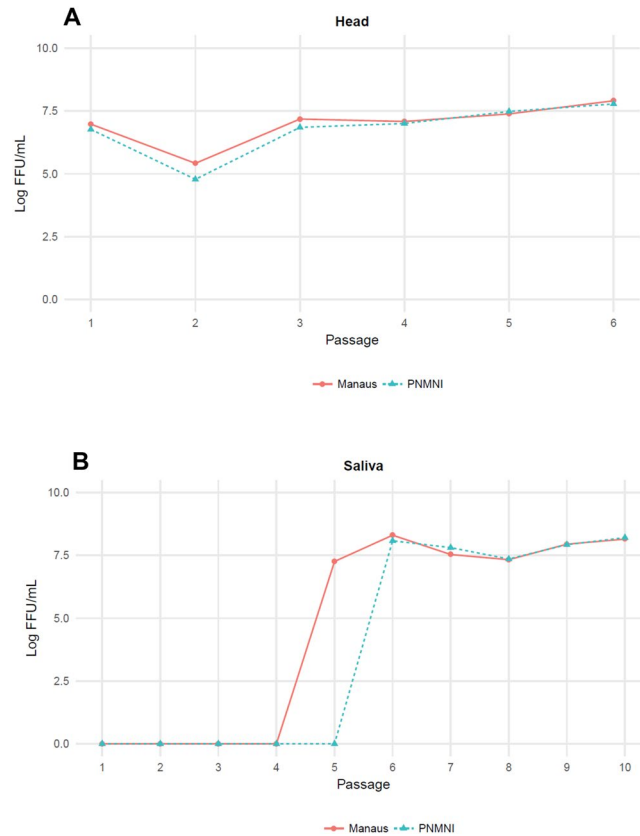 A
Head
10.0
7.5
5.0
2.5
0.0
Log FFU/mL
1 2 3 4 5 6
Passage
Manaus PNMNI
B
Saliva
10.0
7.5
5.0
2.5
0.0
Log FFU/mL
1 2 3 4 5 6 7 8 9 10
Passage
Manaus PNMNI